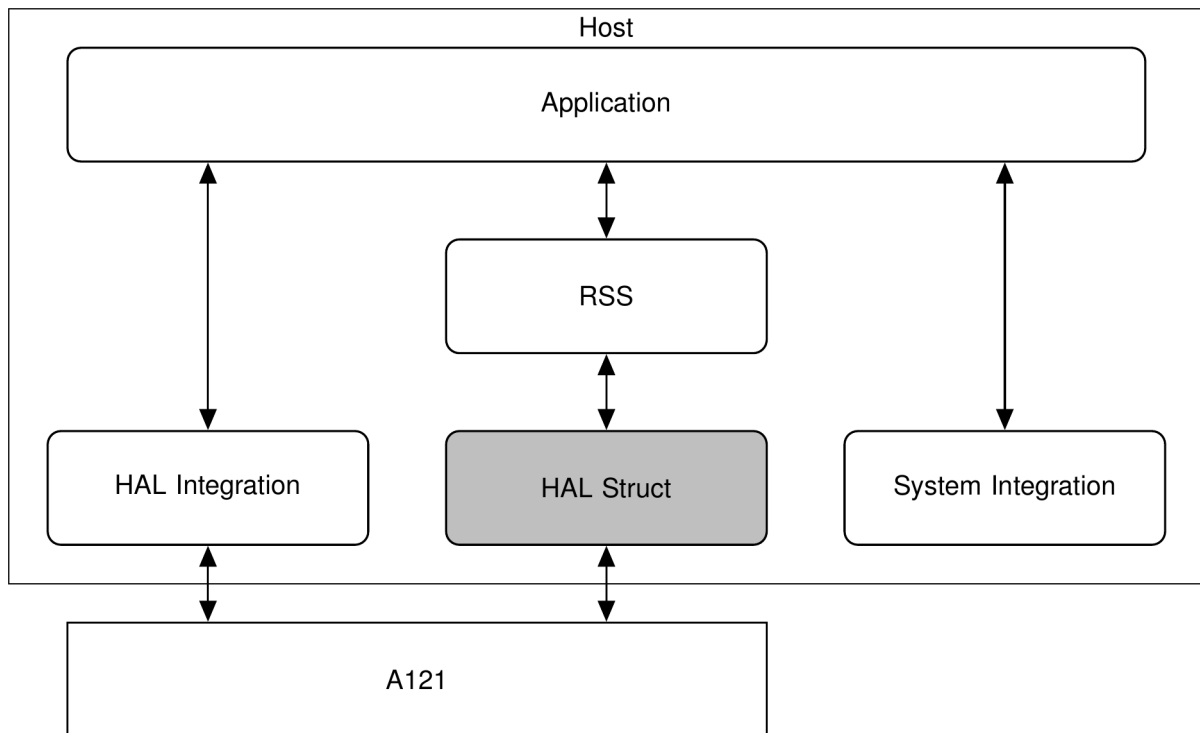 Host
Application
RSS
HAL Integration
HAL Struct
System Integration
A121